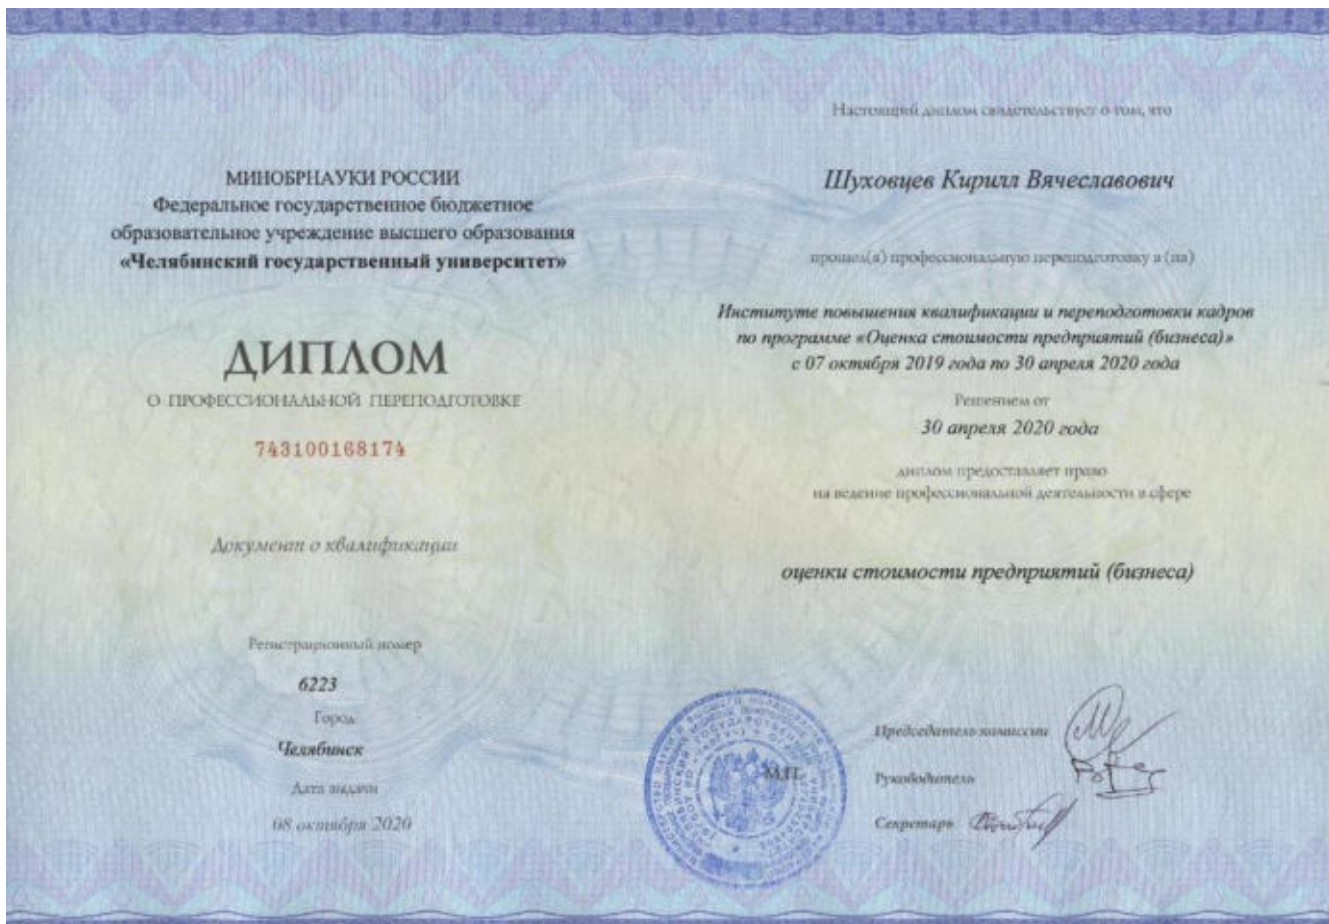 МИНОБРНАУКИ РОССИИ
Федеральное государственное бюджетное
образовательное учреждение высшего образования
«Челябинский государственный университет»
ДИПЛОМ
О ПРОФЕССИОНАЛЬНОЙ ПЕРЕПОДГОТОВКЕ
743100168174
Документ о квалификации
Регистрационный номер
6223
Город
Челябинск
Дата выдачи
08 октября 2020
Настоящий диплом свидетельствует о том, что
Шуховцев Кирилл Вячеславович
прошел(а) профессиональную переподготовку в (на)
Институте повышения квалификации и переподготовки кадров
по программе «Оценка стоимости предприятий (бизнеса)»
с 07 октября 2019 года по 30 апреля 2020 года
Решением от
30 апреля 2020 года
диплом предоставляет право
на ведение профессиональной деятельности в сфере
оценки стоимости предприятий (бизнеса)
М.П.
Председатель комиссии
Руководитель
Секретарь